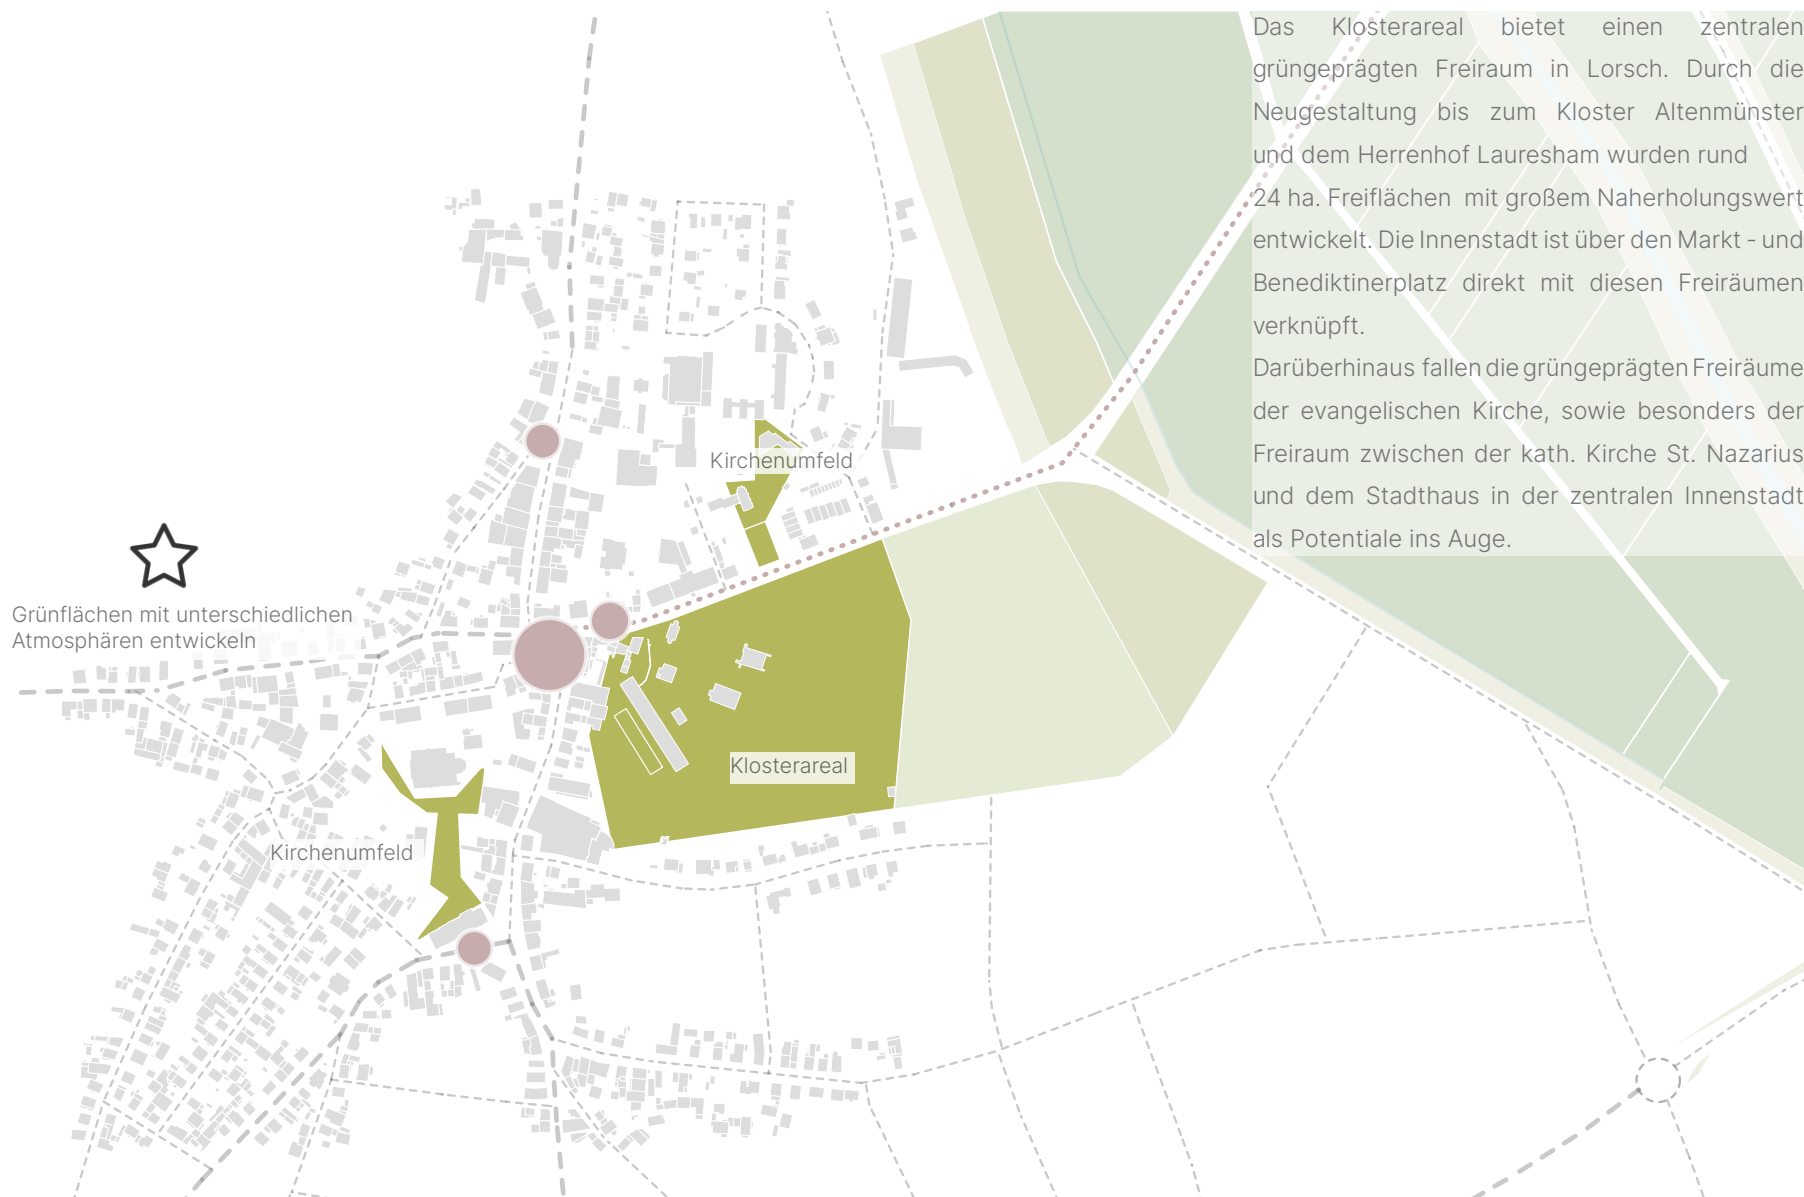 Das Klosterareal bietet einen zentralen
grüngeprägten Freiraum in Lorsch. Durch die
Neugestaltung bis zum Kloster Altenmünster
und dem Herrenhof Lauresham wurden rund
24 ha. Freiflächen mit großem Naherholungswert
entwickelt. Die Innenstadt ist über den Markt - und
Benediktinerplatz direkt mit diesen Freiräumen
verknüpft.
Darüberhinaus fallen die grüngeprägten Freiräume
der evangelischen Kirche, sowie besonders der
Freiraum zwischen der kath. Kirche St. Nazarius
und dem Stadthaus in der zentralen Innenstadt
als Potentiale ins Auge.
Kirchenumfeld
Grünflächen mit unterschiedlichen
Atmosphären entwickeln
Klosterareal
Kirchenumfeld